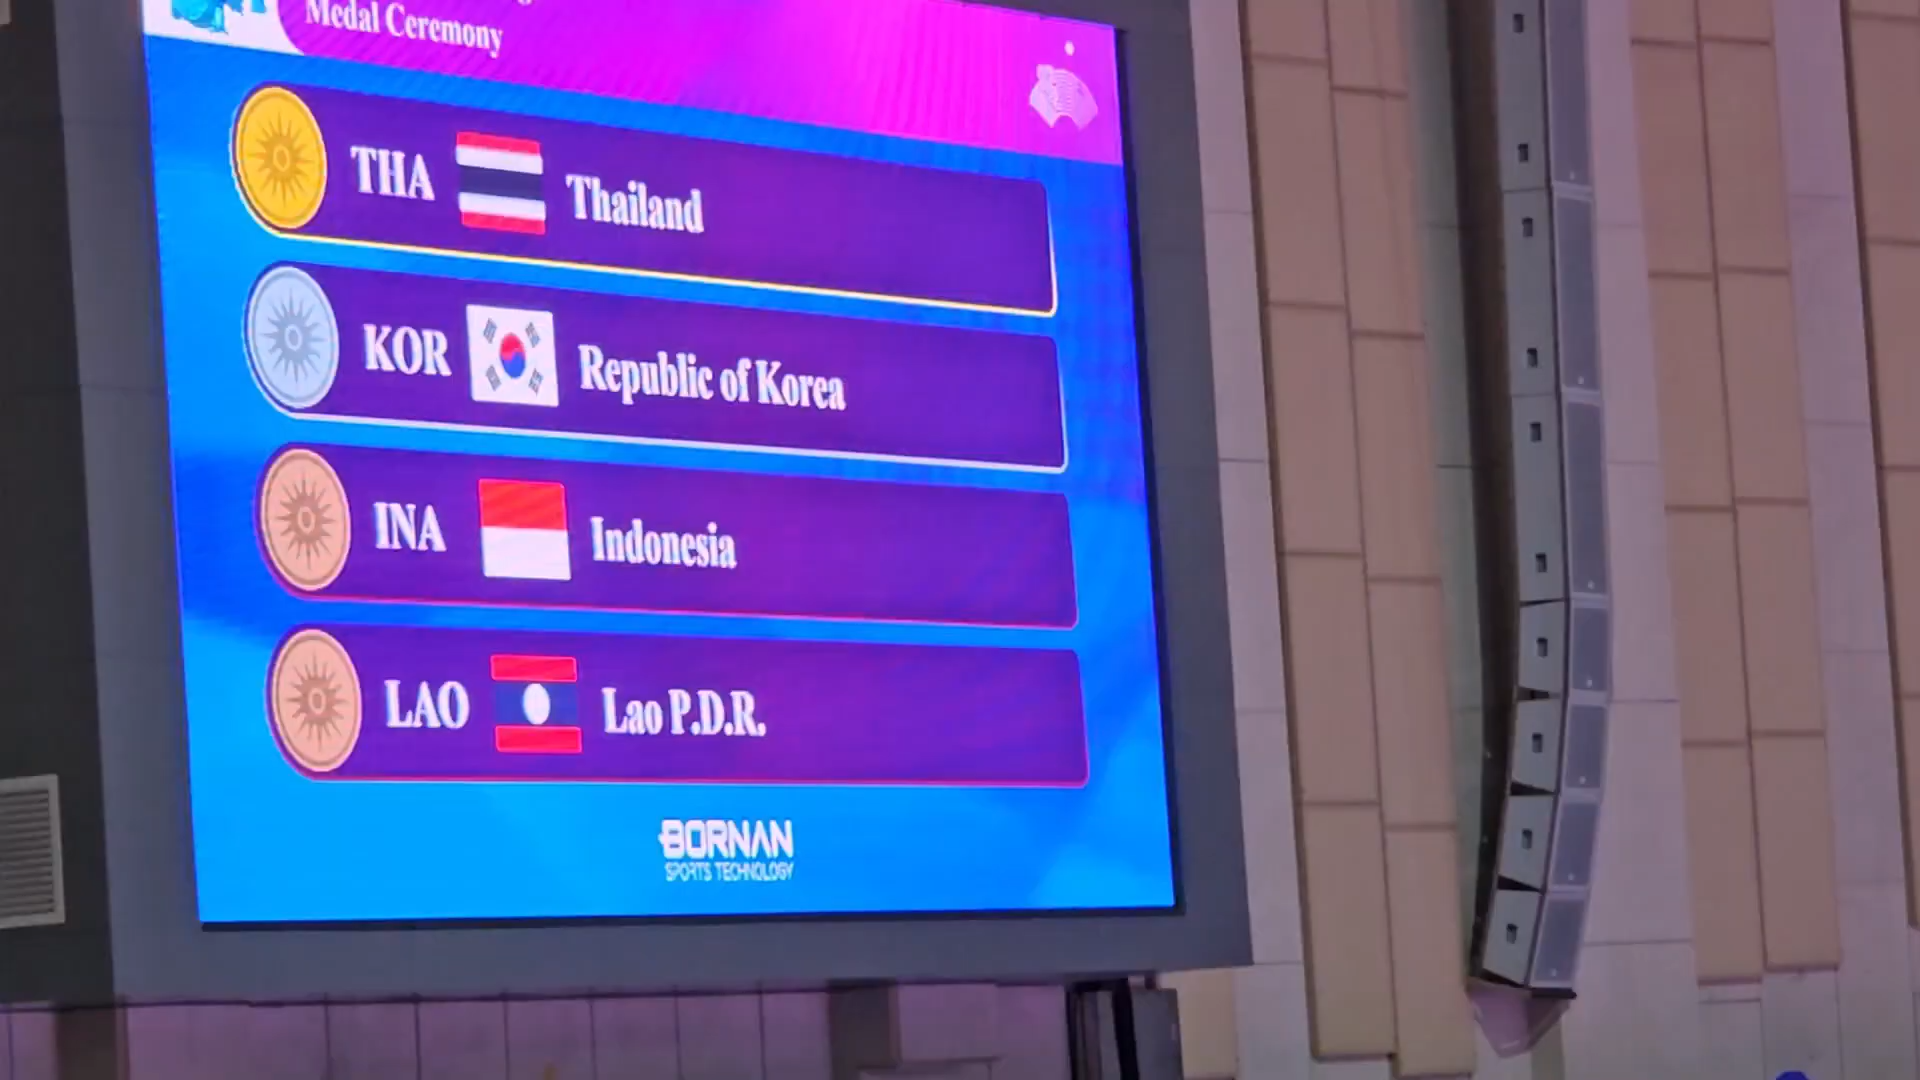 Medal Ceremony
THA Thailand
KOR Republic of Korea
INA Indonesia
LAO Lao P.D.R.
BORNAN
SPORTS TECHNOLOGY